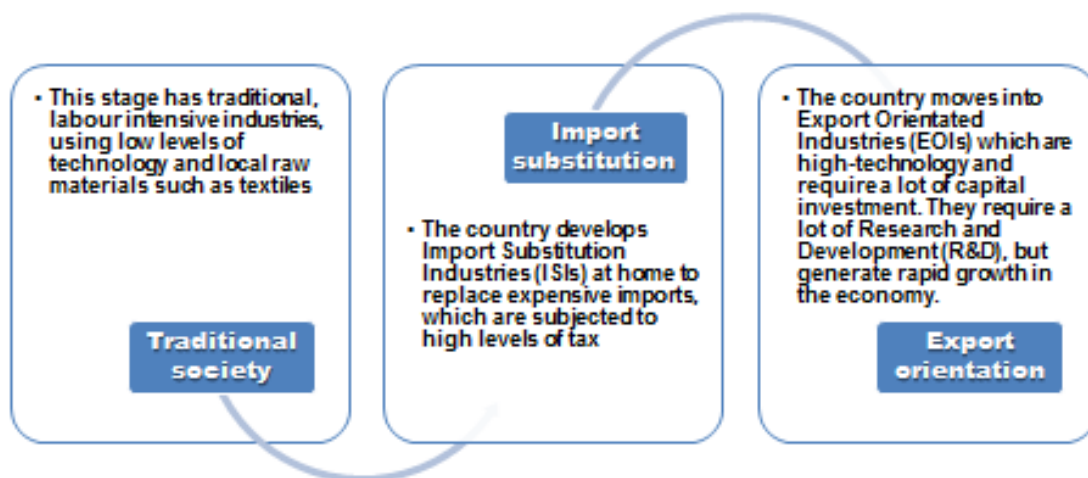 • This stage has traditional,
labour intensive industries,
using low levels of
technology and local raw
materials such as textiles
Traditional
society
Import
substitution
• The country develops
Import Substitution
Industries (ISIs) at home to
replace expensive imports,
which are subjected to
high levels of tax
• The country moves into
Export Orientated
Industries (EOIs) which are
high-technology and
require a lot of capital
investment. They require a
lot of Research and
Development (R&D), but
generate rapid growth in
the economy.
Export
orientation